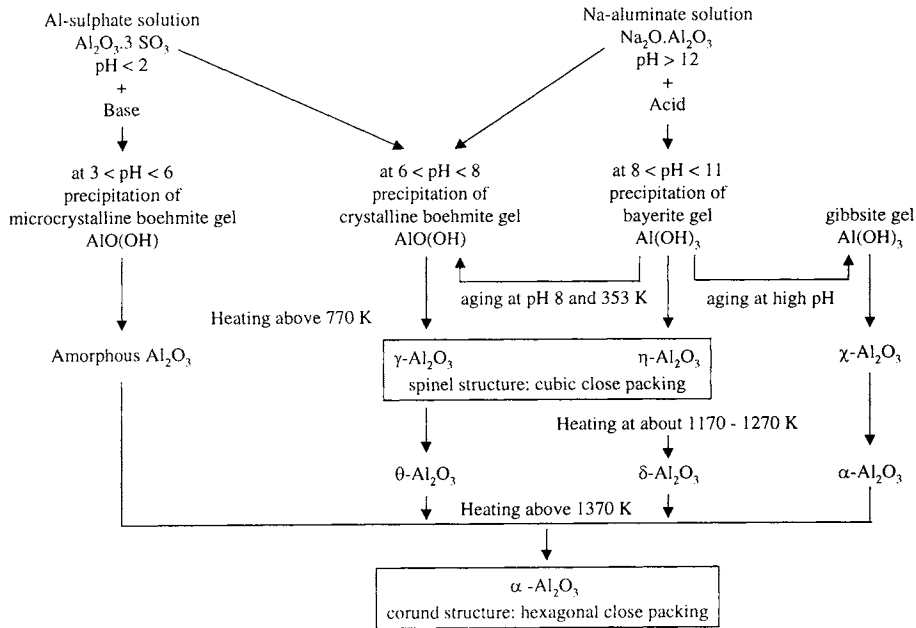 Al-sulphate solution
Al₂O₃.3 SO₃
pH < 2
+
Base
Na-aluminate solution
Na₂O.Al₂O₃
pH > 12
+
Acid
at 3 < pH < 6
precipitation of
microcrystalline boehmite gel
AlO(OH)
at 6 < pH < 8
precipitation of
crystalline boehmite gel
AlO(OH)
at 8 < pH < 11
precipitation of
bayerite gel
Al(OH)₃
gibbsite gel
Al(OH)₃
aging at pH 8 and 353 K
aging at high pH
Heating above 770 K
Amorphous Al₂O₃
γ-Al₂O₃
η-Al₂O₃
spinel structure: cubic close packing
χ-Al₂O₃
Heating at about 1170 - 1270 K
θ-Al₂O₃
δ-Al₂O₃
α-Al₂O₃
Heating above 1370 K
α -Al₂O₃
corund structure: hexagonal close packing